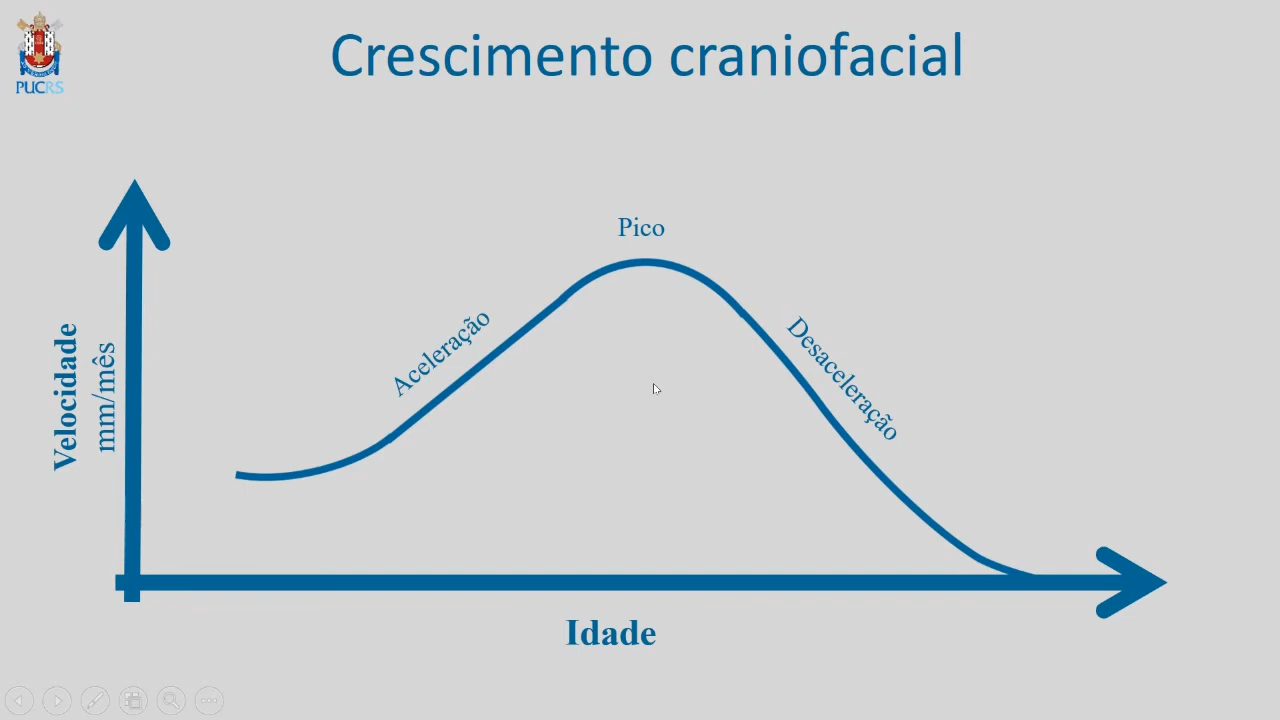 Crescimento craniofacial
PUCRS
Pico
Aceleração
Desaceleração
Velocidade
mm/mês
Idade